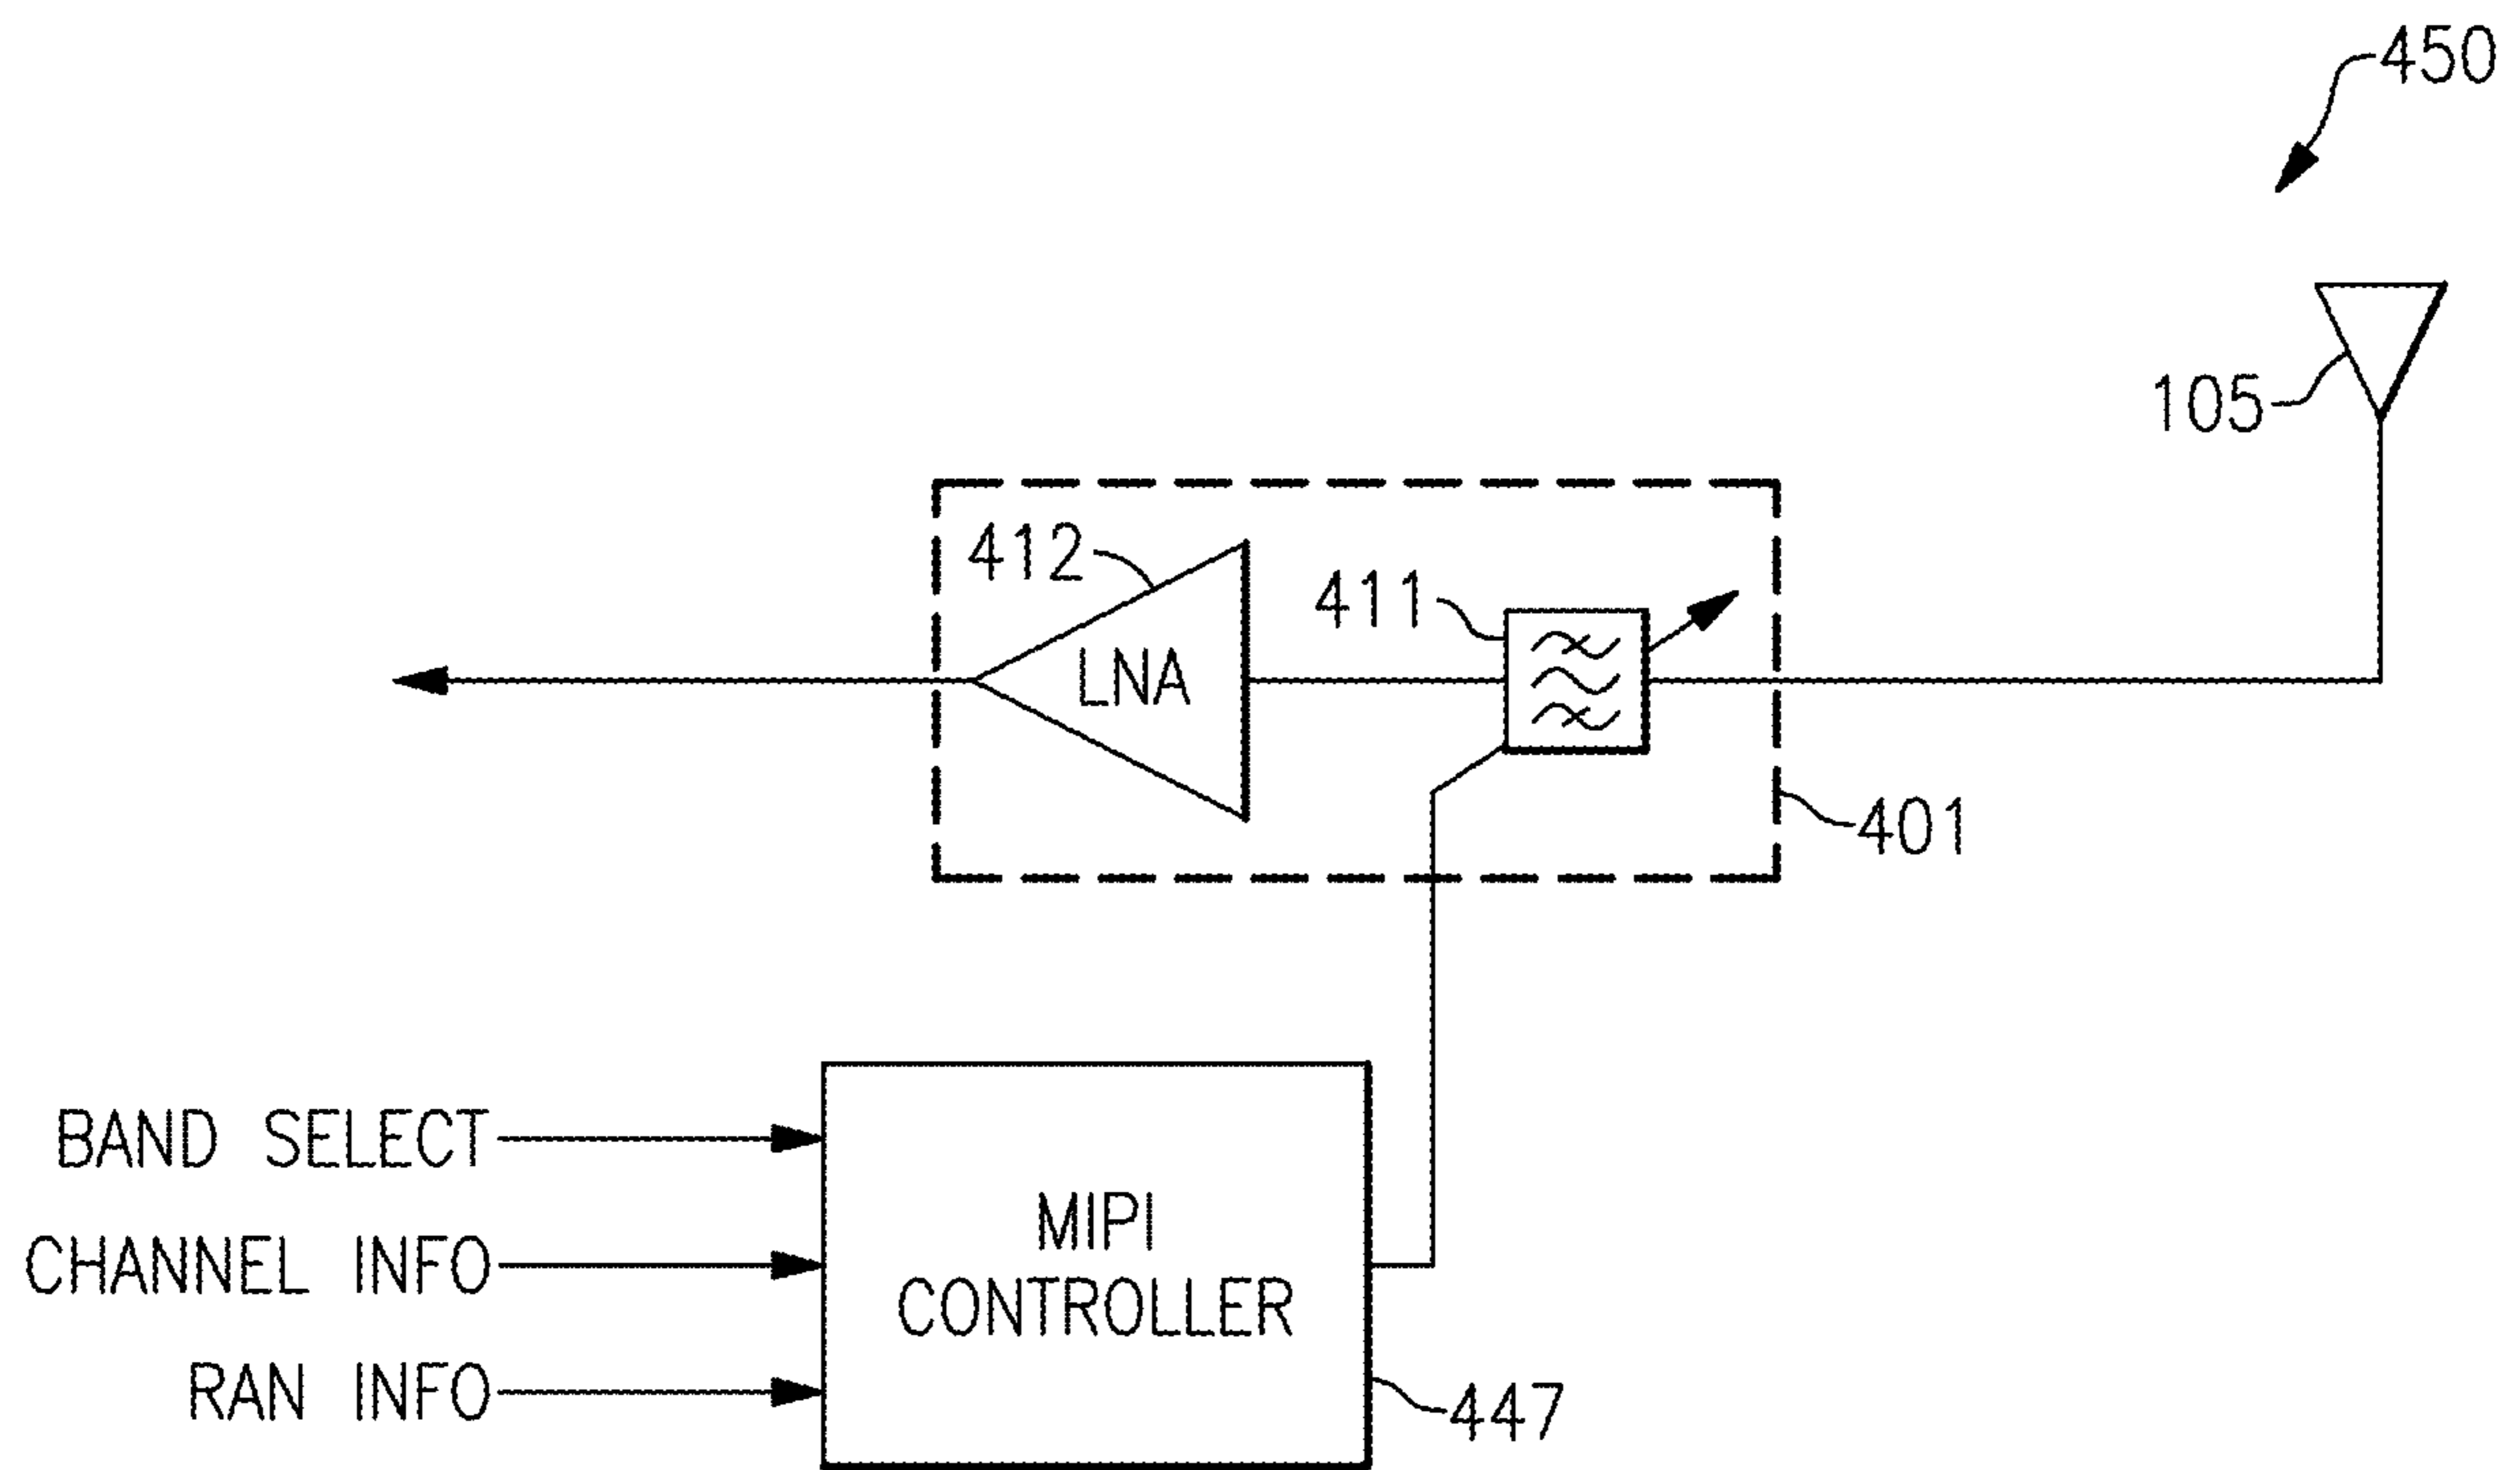 450
105
412
411
LNA
401
BAND SELECT
MIPI
CHANNEL INFO
CONTROLLER
RAN INFO
447